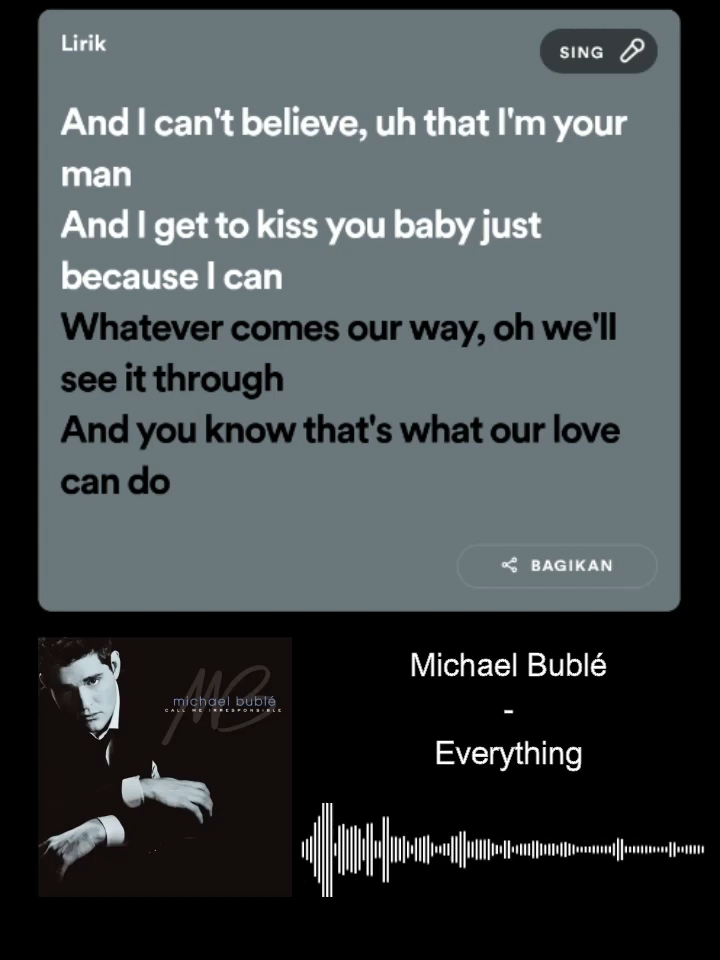 Lirik
SING
And I can't believe, uh that I'm your
man
And I get to kiss you baby just
because I can
Whatever comes our way, oh we'll
see it through
And you know that's what our love
can do
BAGIKAN
MB
michael bublé
CALL ME IRRESPONSIBLE
Michael Bublé
-
Everything